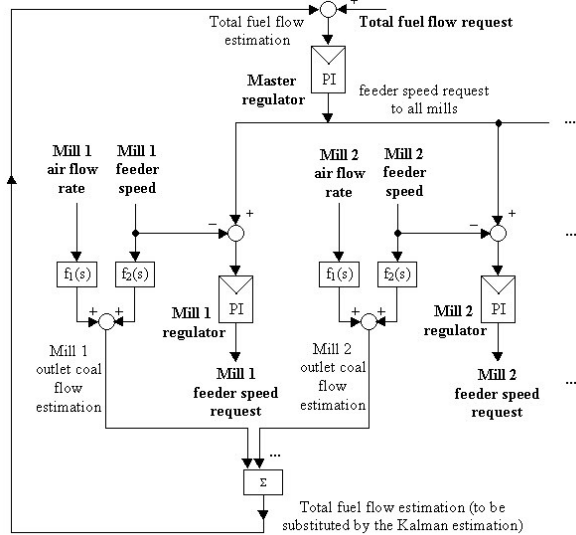 Total fuel flow
estimation
+
Total fuel flow request
PI
Master
regulator
feeder speed request
to all mills
...
Mill 1
air flow
rate
Mill 1
feeder
speed
Mill 2
air flow
rate
Mill 2
feeder
speed
− +
− +
...
f1(s)
f2(s)
PI
f1(s)
f2(s)
PI
+ +
Mill 1
regulator
+ +
Mill 2
regulator
Mill 1
outlet coal
flow
estimation
Mill 1
feeder speed
request
Mill 2
outlet coal
flow
estimation
Mill 2
feeder speed
request
...
...
Σ
Total fuel flow estimation (to be
substituted by the Kalman estimation)